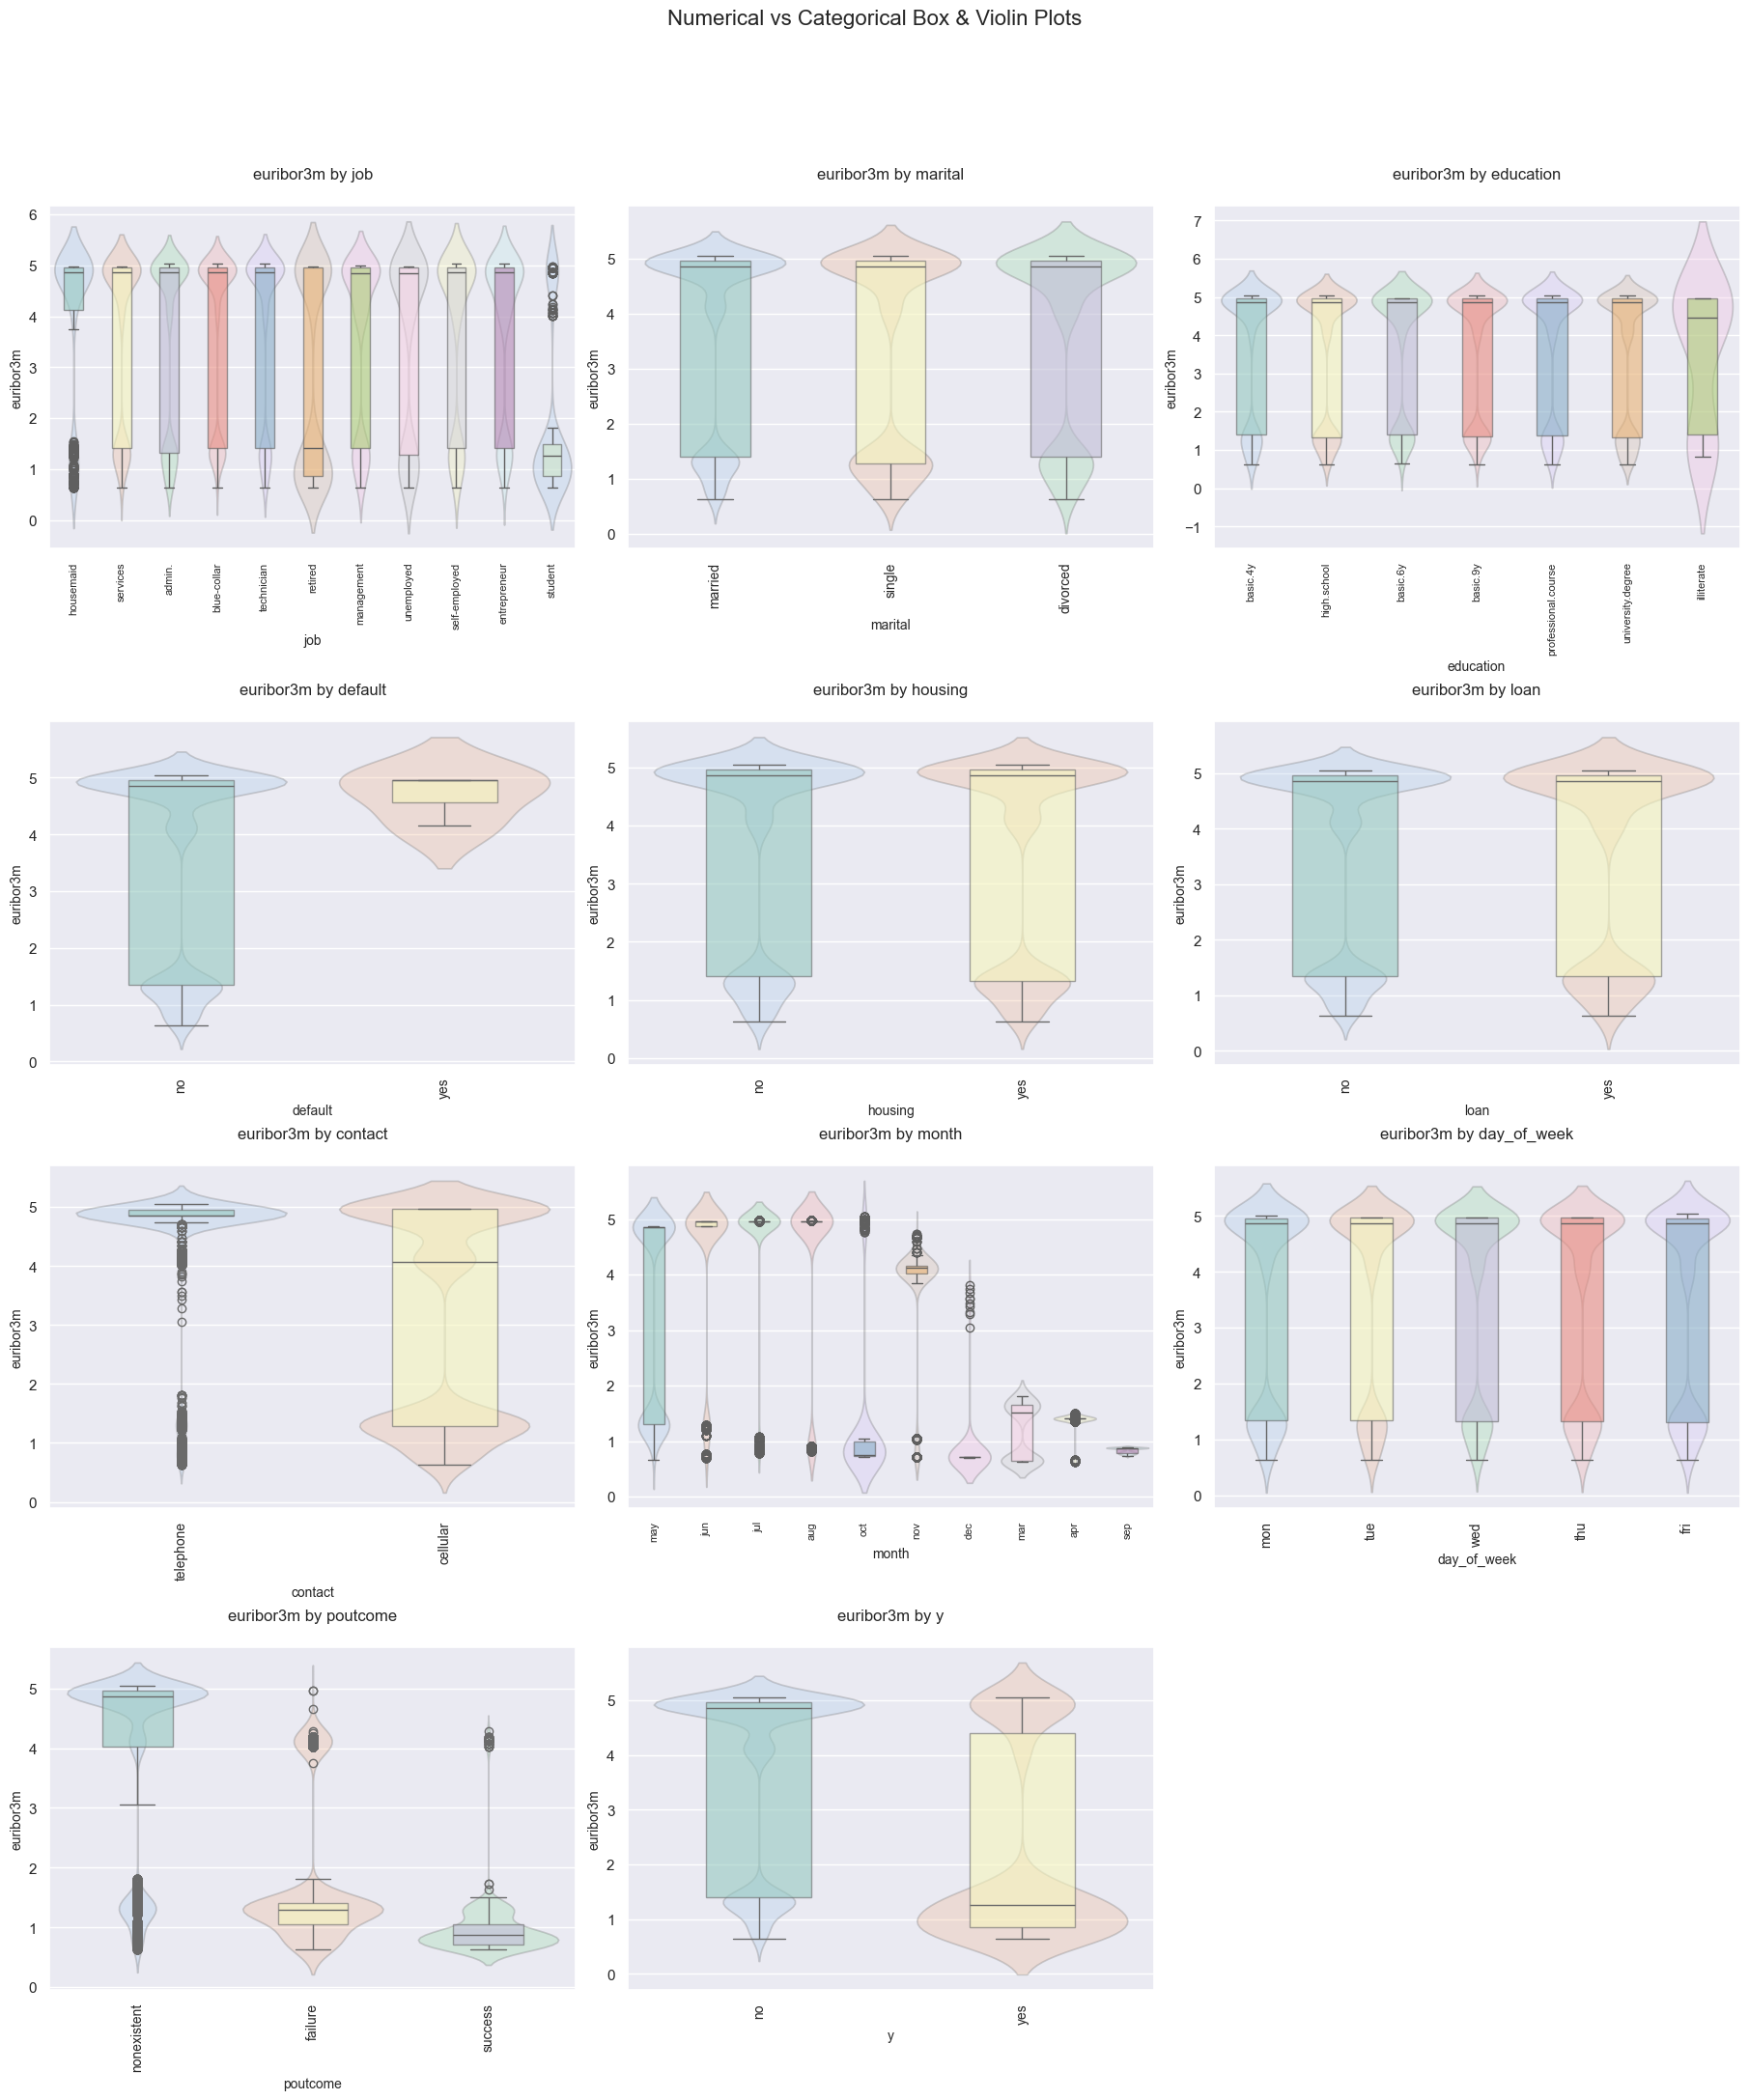 Numerical vs Categorical Box & Violin Plots
euribor3m by job
euribor3m
6
5
4
3
2
1
0
housemaid
services
admin.
blue-collar
technician
retired
management
unemployed
self-employed
entrepreneur
student
job
euribor3m by marital
euribor3m
5
4
3
2
1
0
married
single
divorced
marital
euribor3m by education
euribor3m
7
6
5
4
3
2
1
0
−1
basic.4y
high.school
basic.6y
basic.9y
professional.course
university.degree
illiterate
education
euribor3m by default
euribor3m
5
4
3
2
1
0
no
yes
default
euribor3m by housing
euribor3m
5
4
3
2
1
0
no
yes
housing
euribor3m by loan
euribor3m
5
4
3
2
1
0
no
yes
loan
euribor3m by contact
euribor3m
5
4
3
2
1
0
telephone
cellular
contact
euribor3m by month
euribor3m
5
4
3
2
1
0
may
jun
jul
aug
oct
nov
dec
mar
apr
sep
month
euribor3m by day_of_week
euribor3m
5
4
3
2
1
0
mon
tue
wed
thu
fri
day_of_week
euribor3m by poutcome
euribor3m
5
4
3
2
1
0
nonexistent
failure
success
poutcome
euribor3m by y
euribor3m
5
4
3
2
1
0
no
yes
y